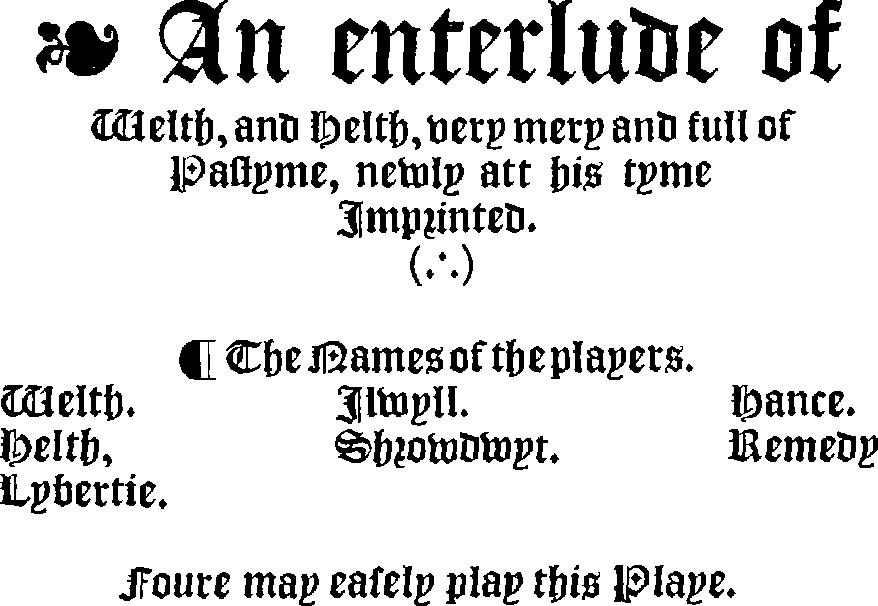 ❧ An enterlude of
Welth, and Helth, very mery and full of
Paſtyme, newly att his tyme
Imprinted.
(∴)
¶ The Names of the players.
Welth. Ilwyll. Hance.
Helth, Shrowdwyt. Remedy
Lybertie.
Foure may eaſely play this Playe.